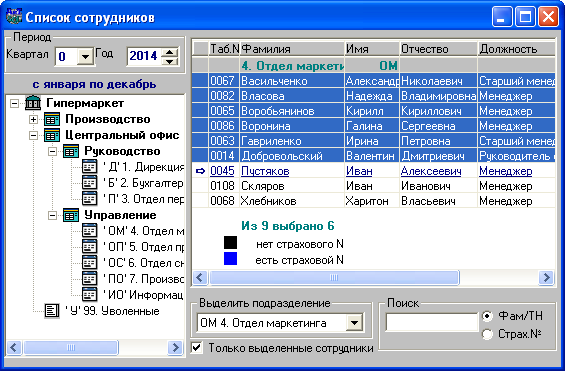 Список сотрудников
Период
Квартал 0 Год 2014
с января по декабрь
Гипермаркет
Производство
Центральный офис
Руководство
'Д' 1. Дирекция
'Б' 2. Бухгалтер
'П' 3. Отдел пер
Управление
'ОМ' 4. Отдел м
'ОП' 5. Отдел пр
'ОС' 6. Отдел сн
'ПО' 7. Произво
'ИО' Информац
'У' 99. Уволенные
Таб.N Фамилия Имя Отчество Должность
4. Отдел маркети ОМ
0067 Васильченко Александр Николаевич Старший менед
0082 Власова Надежда Владимировна Менеджер
0065 Воробьянинов Кирилл Кириллович Менеджер
0086 Воронина Галина Сергеевна Менеджер
0063 Гавриленко Ирина Петровна Старший менед
0014 Добровольский Валентин Дмитриевич Руководитель
0045 Пустяков Иван Алексеевич Менеджер
0108 Скляров Иван Иванович Менеджер
0068 Хлебников Харитон Власьевич Менеджер
Из 9 выбрано 6
нет страхового N
есть страховой N
Выделить подразделение
ОМ 4. Отдел маркетинга
Только выделенные сотрудники
Поиск
Фам/ТН
Страх.№